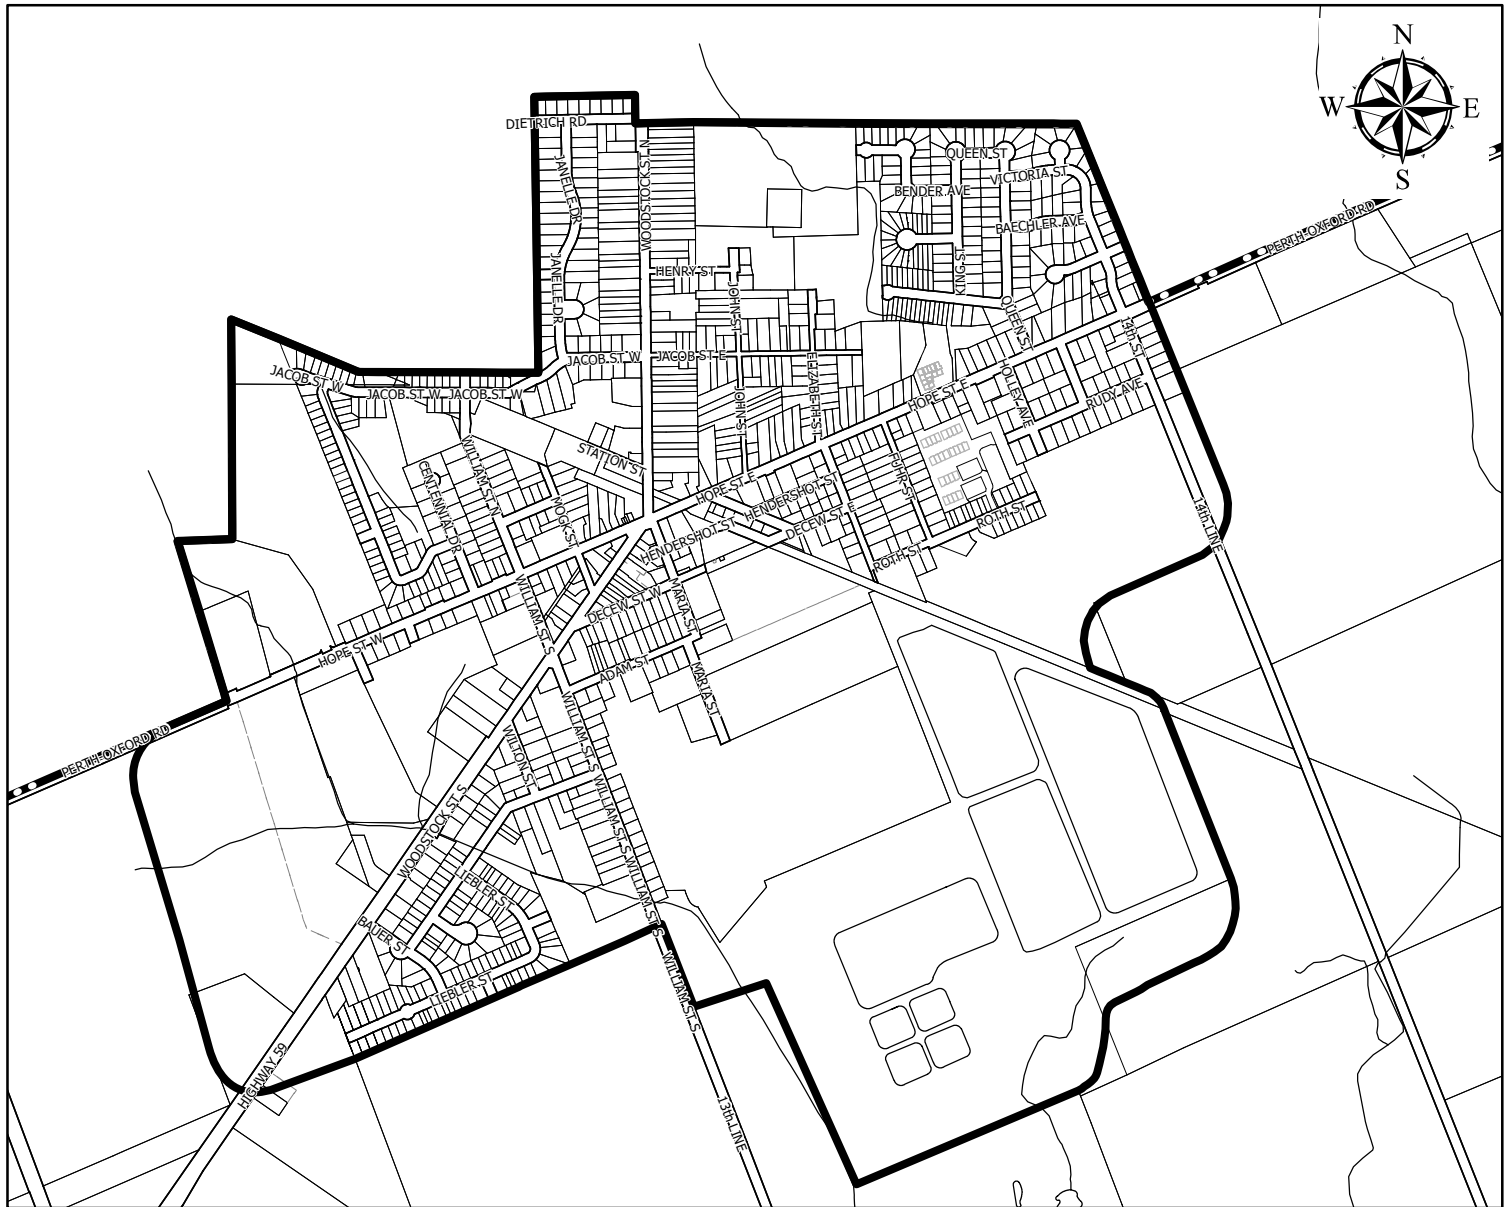 N
W
E
S
DIETRICH RD
WOODSTOCK ST N
JANELLE DR
JANELLE DR
HENRY ST
JOHN ST
QUEEN ST
VICTORIA ST
BENDER AVE
BAECHLER AVE
KING ST
QUEEN ST
PERTH-OXFORD RD
14th ST
JACOB ST W
JACOB ST E
JACOB ST W
JACOB ST W
JACOB ST W
JOHN ST
ELIZABETH ST
HOPE ST E
HOLLEY AVE
RUDY AVE
STATION ST
WILLIAM ST N
CENTENNIAL DR
MOGK ST
HOPE ST E
HENDERSHOT ST
HENDERSHOT ST
DECEW ST E
FUHR ST
ROTH ST
ROTH ST
14th LINE
DECEW ST W
MARIA ST
WILLIAM ST S
HOPE ST W
ADAM ST
MARIA ST
WILLIAM ST S
WILTON ST
PERTH-OXFORD RD
WOODSTOCK ST S
WILLIAM ST S
WILLIAM ST S
LIEBLER ST
BAUER ST
LIEBLER ST
WILLIAM ST S
HIGHWAY 59
13th LINE